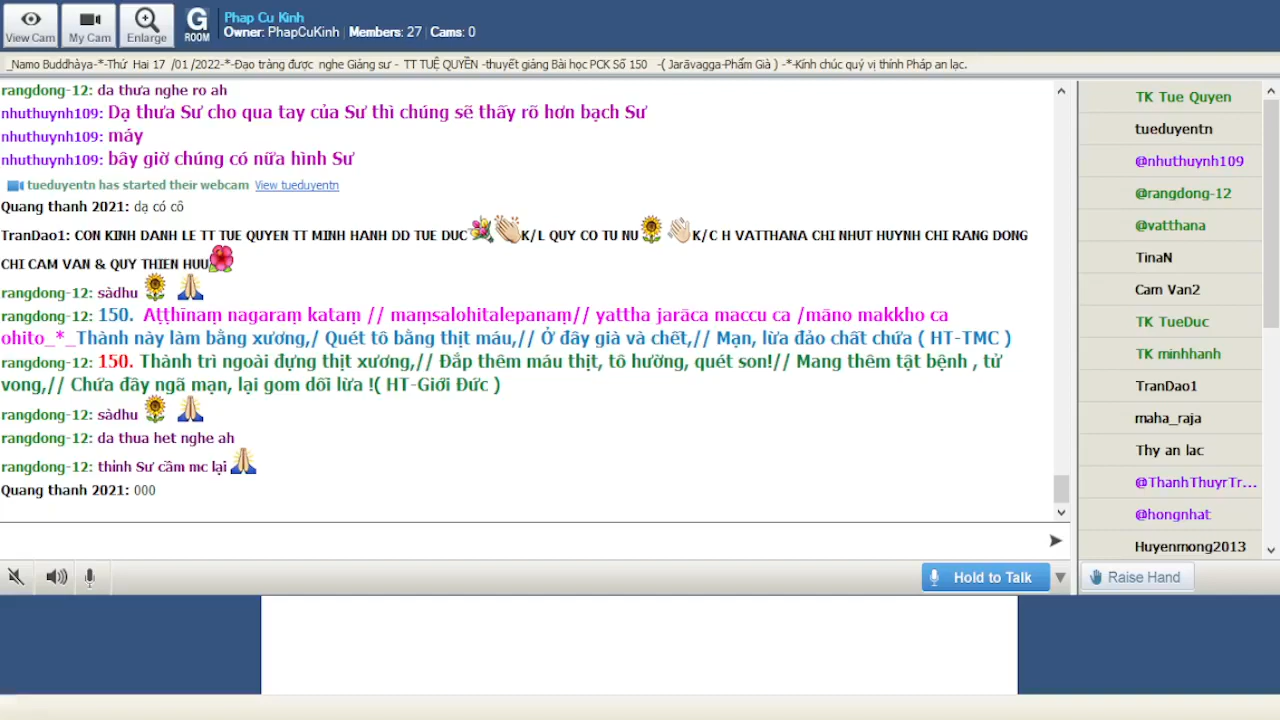 View Cam
My Cam
Enlarge
G
ROOM
Phap Cu Kinh
Owner: PhapCuKinh | Members: 27 | Cams: 0
_Namo Buddhàya-*-Thứ Hai 17 /01 /2022-*-Đạo tràng được nghe Giảng sư - TT TUỆ QUYỀN -thuyết giảng Bài học PCK Số 150 -( Jarāvagga-Phẩm Già ) -*-Kính chúc quý vị thính Pháp an lạc.
rangdong-12: da thưa nghe ro ah
nhuthuynh109: Dạ thưa Sư cho qua tay của Sư thì chúng sẽ thấy rõ hơn bạch Sư
nhuthuynh109: máy
nhuthuynh109: bây giờ chúng có nữa hình Sư
tueduyentn has started their webcam View tueduyentn
Quang thanh 2021: dạ có cô
TranDao1: CON KINH DANH LE TT TUE QUYEN TT MINH HANH DD TUE DUC K/L QUY CO TU NU K/C H VATTHANA CHI NHUT HUYNH CHI RANG DONG
CHI CAM VAN & QUY THIEN HUU
rangdong-12: sàdhu
rangdong-12: 150. Aṭṭhīnaṃ nagaraṃ kataṃ // maṃsalohitalepanaṃ// yattha jarāca maccu ca /māno makkho ca
ohito_*_Thành này làm bằng xương,/ Quét tô bằng thịt máu,// Ở đây già và chết,// Mạn, lừa đảo chất chứa ( HT-TMC )
rangdong-12: 150. Thành trì ngoài đựng thịt xương,// Đắp thêm máu thịt, tô hường, quét son!// Mang thêm tật bệnh , tử
vong,// Chứa đầy ngã mạn, lại gom dối lừa !( HT-Giới Đức )
rangdong-12: sàdhu
rangdong-12: da thua het nghe ah
rangdong-12: thỉnh Sư cầm mc lại
Quang thanh 2021: 000
Hold to Talk
TK Tue Quyen
tueduyentn
@nhuthuynh109
@rangdong-12
@vatthana
TinaN
Cam Van2
TK TueDuc
TK minhhanh
TranDao1
maha_raja
Thy an lac
@ThanhThuyrTr...
@hongnhat
Huyenmong2013
Raise Hand